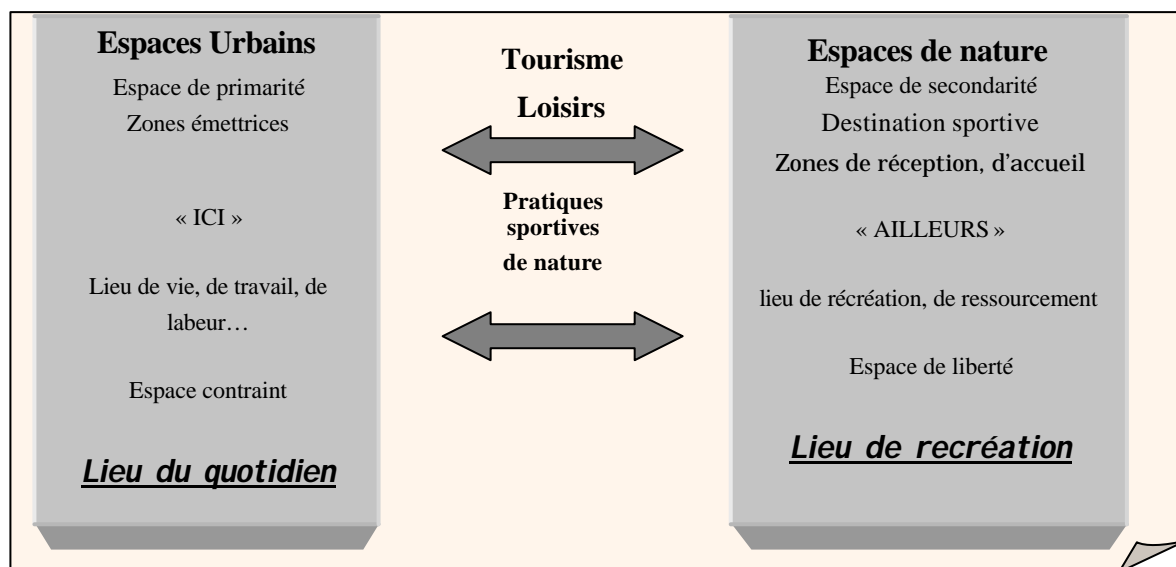 Espaces Urbains
Espace de primarité
Zones émettrices
« ICI »
Lieu de vie, de travail, de
labeur…
Espace contraint
Lieu du quotidien
Tourisme
Loisirs
Pratiques
sportives
de nature
Espaces de nature
Espace de secondarité
Destination sportive
Zones de réception, d'accueil
« AILLEURS »
lieu de récréation, de ressourcement
Espace de liberté
Lieu de recréation